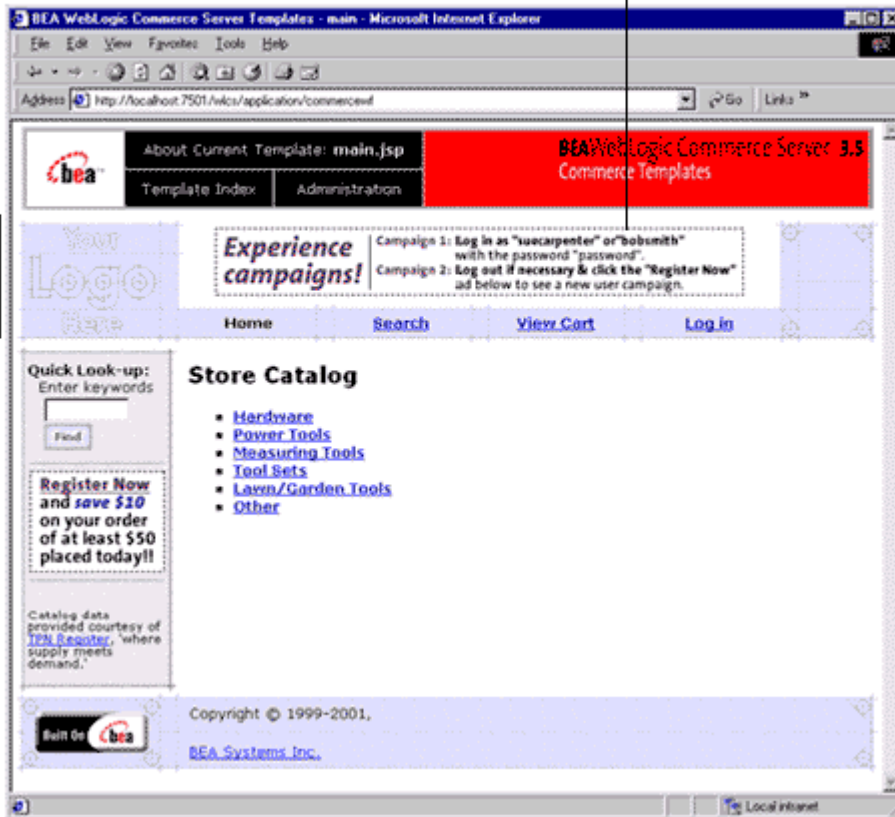 BEA WebLogic Commerce Server Templates - main - Microsoft Internet Explorer
File Edit View Favorites Tools Help
Address http://localhost:7501/wlcs/application/commercewf Go Links »
bea
About Current Template: main.jsp
Template Index Administration
BEA WebLogic Commerce Server 3.5
Commerce Templates
Your
Logo
Here
Experience
campaigns!
Campaign 1: Log in as "suecarpenter" or"bobsmith"
with the password "password".
Campaign 2: Log out if necessary & click the "Register Now"
ad below to see a new user campaign.
Home Search View Cart Log in
Quick Look-up:
Enter keywords
Find
Register Now
and save $10
on your order
of at least $50
placed today!!
Catalog data
provided courtesy of
TPN Register, 'where
supply meets
demand.'
Store Catalog
Hardware
Power Tools
Measuring Tools
Tool Sets
Lawn/Garden Tools
Other
Built On bea
Copyright © 1999-2001,
BEA Systems Inc.
Local intranet